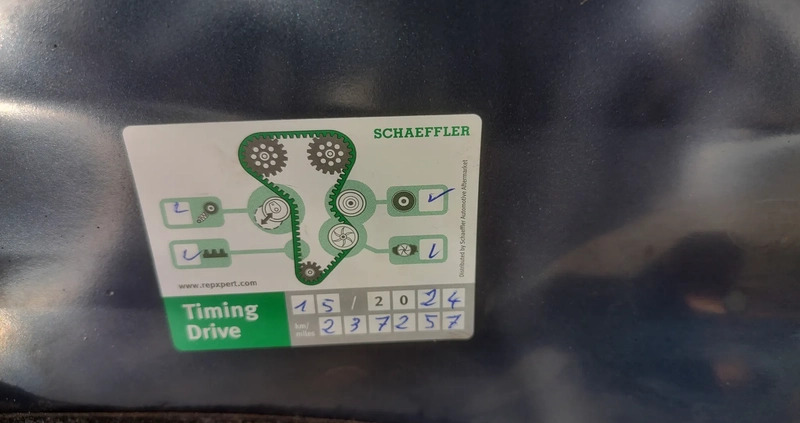 SCHAEFFLER
Distributed by Schaeffler Automotive Aftermarket
www.repxpert.com
Timing
Drive
15/2024
km/
miles
237257